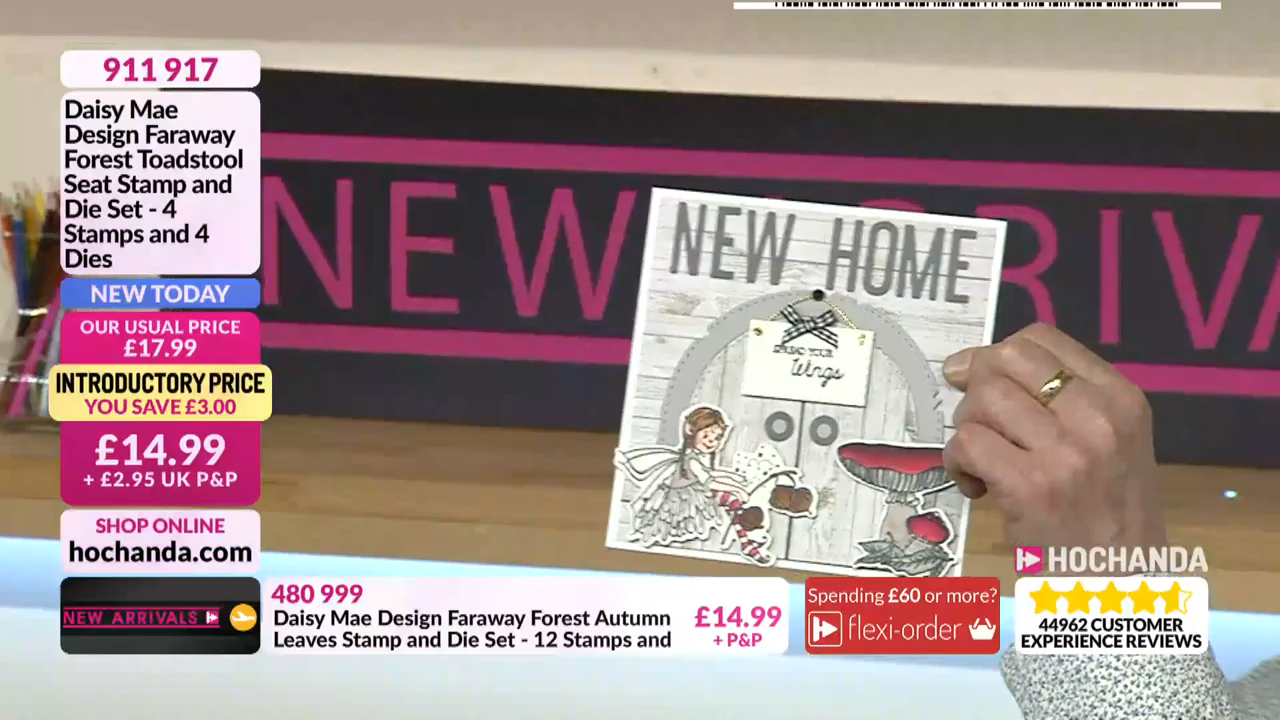 911 917
Daisy Mae
Design Faraway
Forest Toadstool
Seat Stamp and
Die Set - 4
Stamps and 4
Dies
NEW TODAY
OUR USUAL PRICE
£17.99
INTRODUCTORY PRICE
YOU SAVE £3.00
£14.99
+ £2.95 UK P&P
SHOP ONLINE
hochanda.com
NEW ARRIVA
NEW HOME
YOUR
Wings
HOCHANDA
NEW ARRIVALS
480 999
Daisy Mae Design Faraway Forest Autumn
Leaves Stamp and Die Set - 12 Stamps and
£14.99
+ P&P
Spending £60 or more?
flexi-order
44962 CUSTOMER
EXPERIENCE REVIEWS